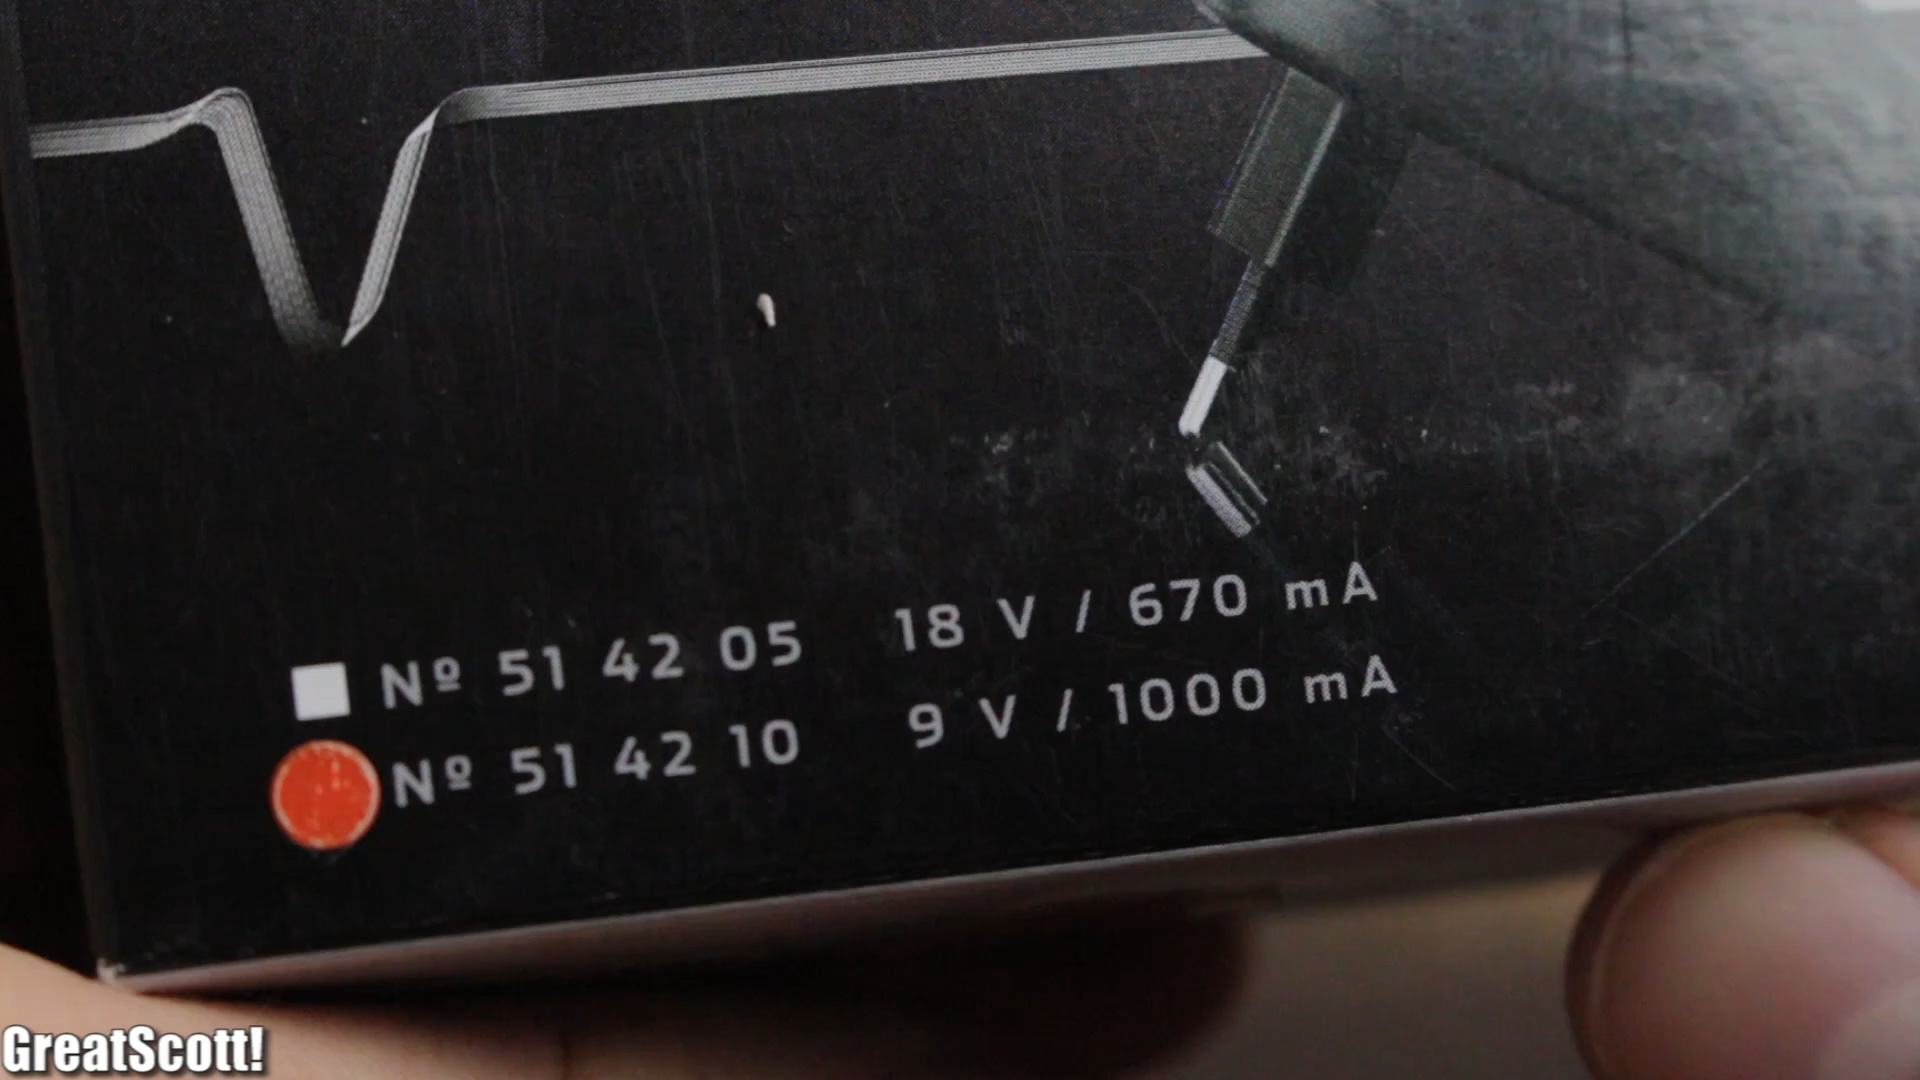 Nº 51 42 05 18 V / 670 mA
Nº 51 42 10 9 V / 1000 mA
GreatScott!